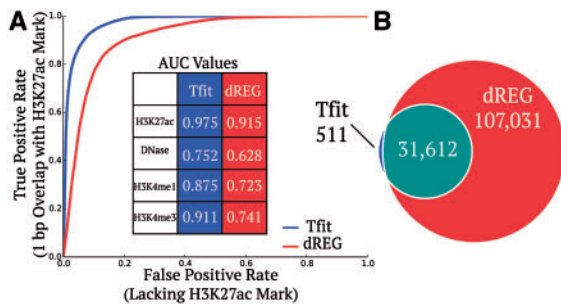 A
True Positive Rate
(1 bp Overlap with H3K27ac Mark)
1.0
0.8
0.6
0.4
0.2
0.0
AUC Values
Tfit dREG
H3K27ac 0.975 0.915
DNase 0.752 0.628
H3K4me1 0.875 0.723
H3K4me3 0.911 0.741
Tfit
dREG
0.0 0.2 0.4 0.6 0.8 1.0
False Positive Rate
(Lacking H3K27ac Mark)
B
Tfit
511
31,612
dREG
107,031